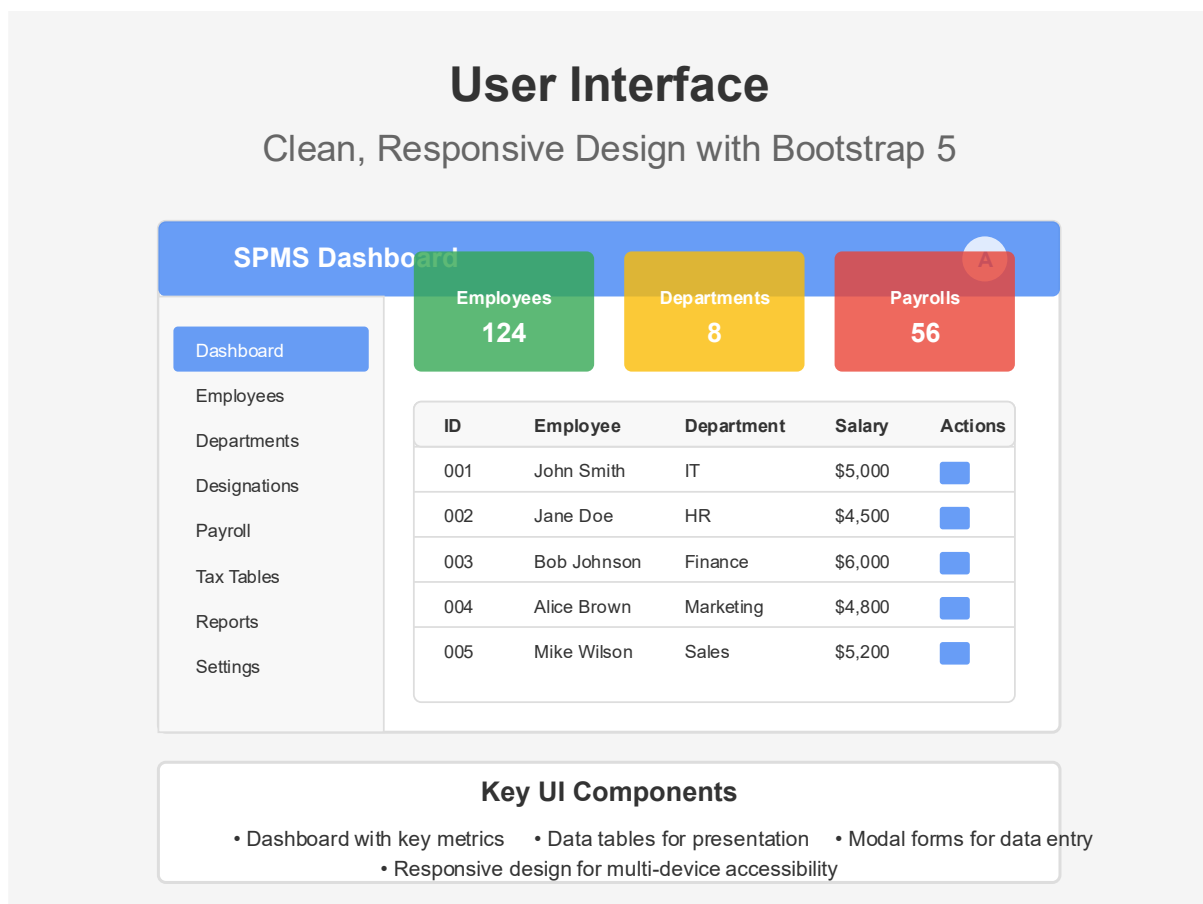 User Interface
Clean, Responsive Design with Bootstrap 5
SPMS Dashboard
A
Employees
124
Departments
8
Payrolls
56
Dashboard
Employees
Departments
Designations
Payroll
Tax Tables
Reports
Settings
ID Employee Department Salary Actions
001 John Smith IT $5,000
002 Jane Doe HR $4,500
003 Bob Johnson Finance $6,000
004 Alice Brown Marketing $4,800
005 Mike Wilson Sales $5,200
Key UI Components
• Dashboard with key metrics • Data tables for presentation • Modal forms for data entry
• Responsive design for multi-device accessibility